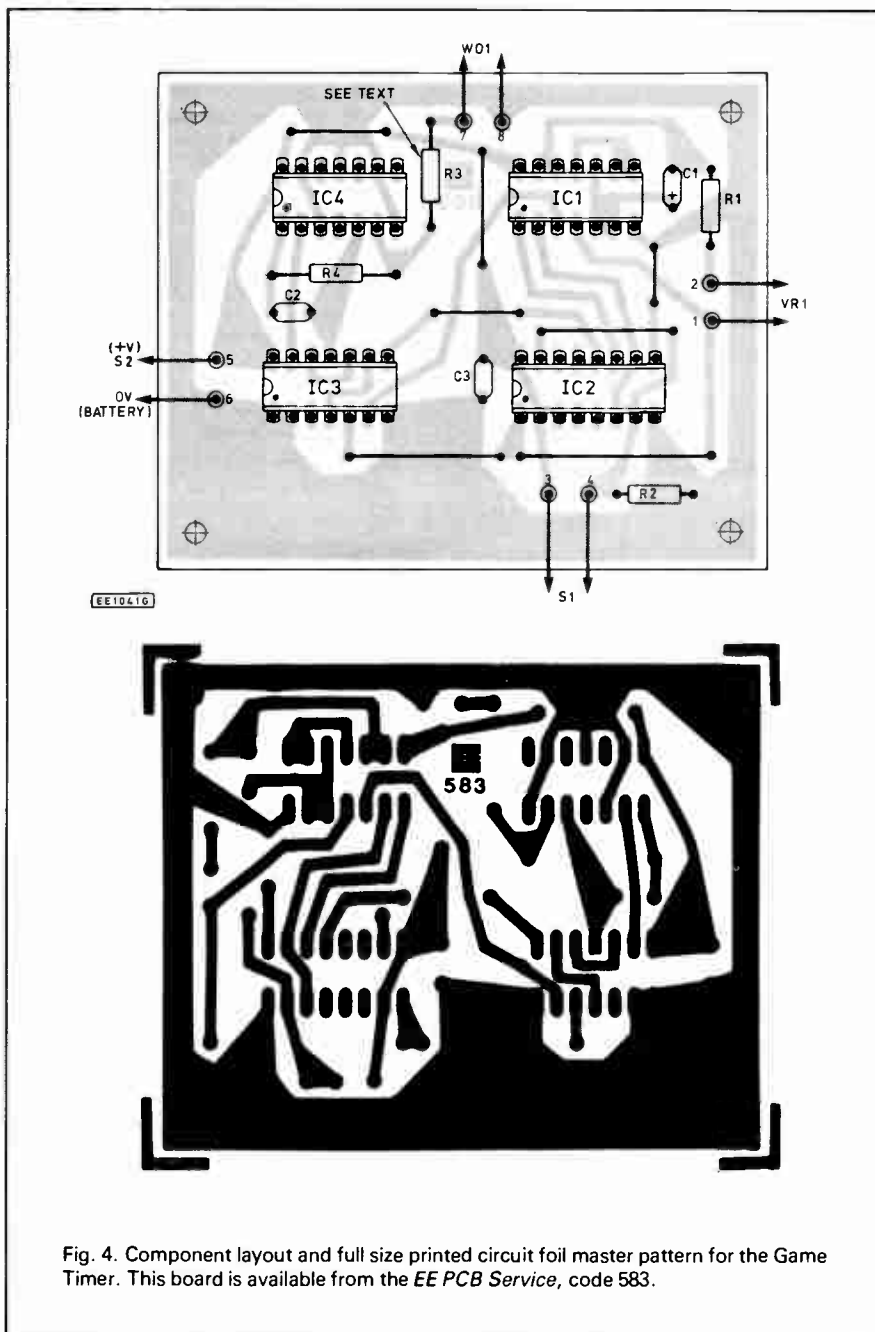 WD1
SEE TEXT
7 8
R3
C1
+
R1
IC4
IC1
R4
2
VR1
1
C2
(+V)
S2
5
C3
IC3
IC2
0V
(BATTERY)
6
3 4
R2
S1
EE1041G
E
583
Fig. 4. Component layout and full size printed circuit foil master pattern for the Game
Timer. This board is available from the EE PCB Service, code 583.